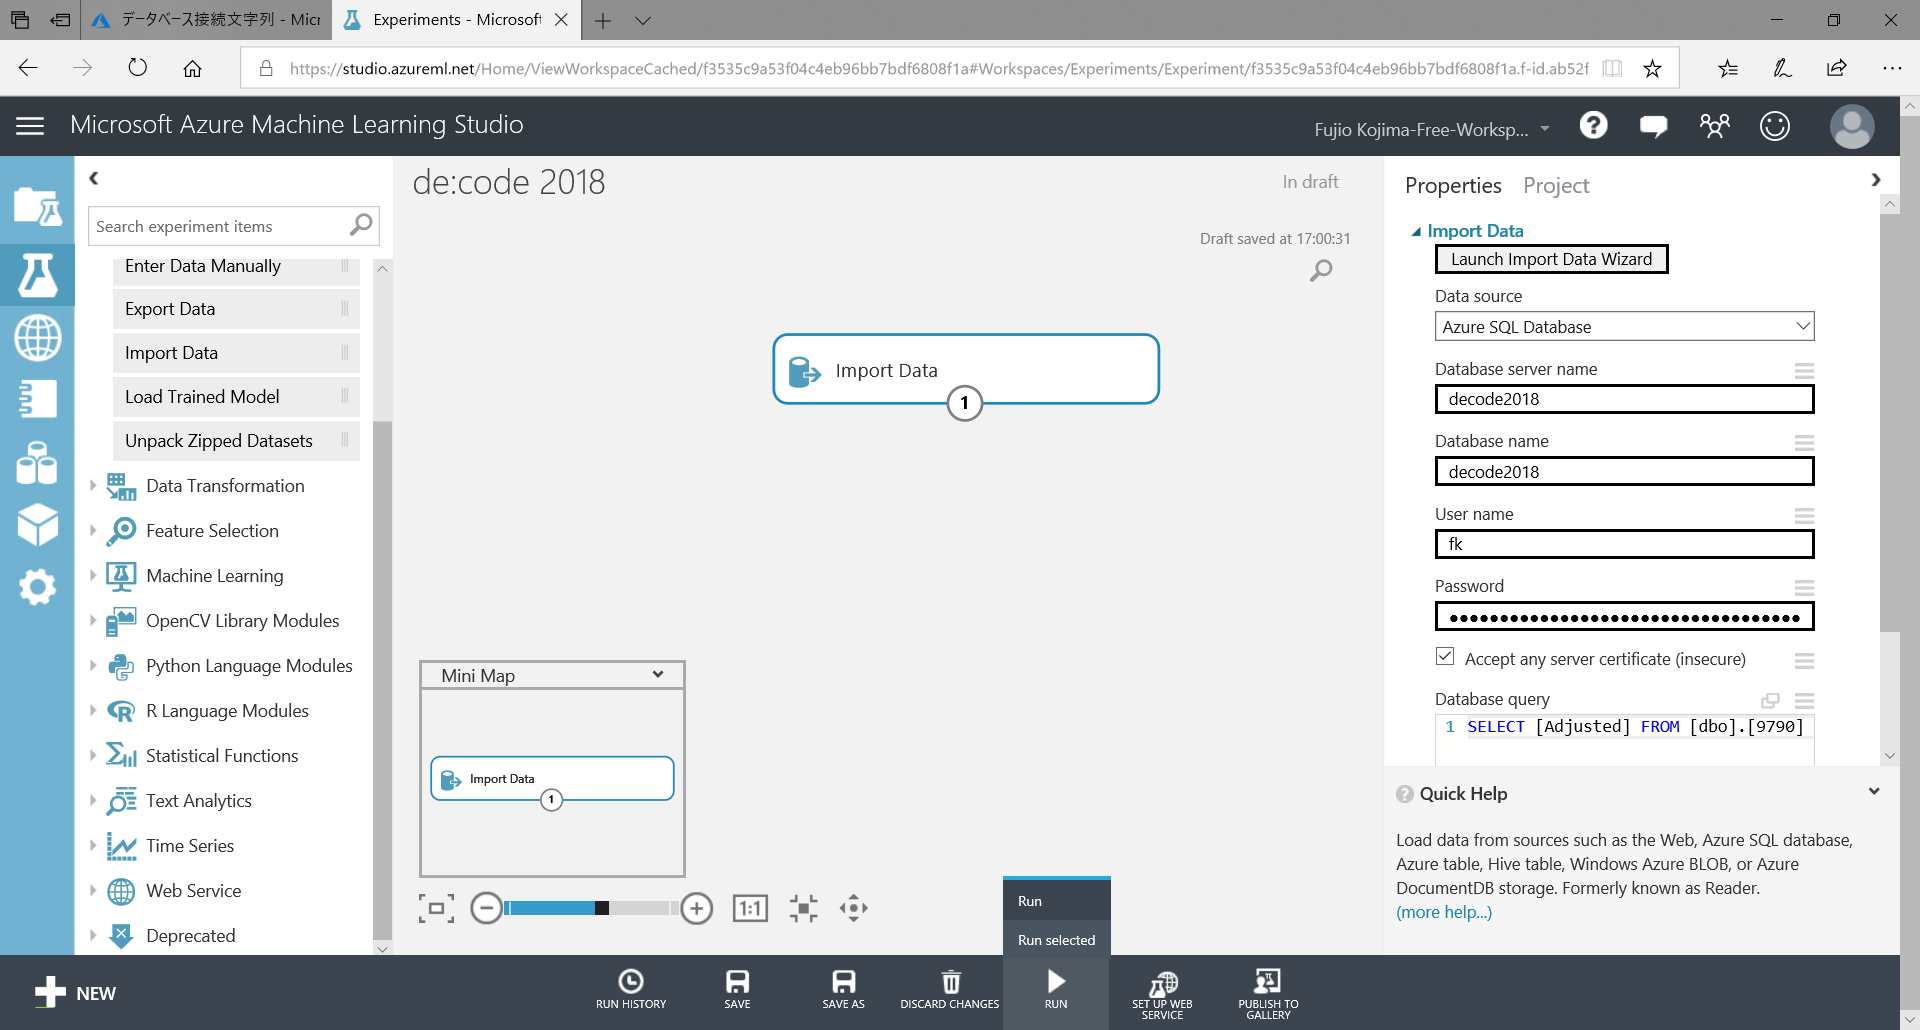 データベース接続文字列 - Micr
Experiments - Microsoft
https://studio.azureml.net/Home/ViewWorkspaceCached/f3535c9a53f04c4eb96bb7bdf6808f1a#Workspaces/Experiments/Experiment/f3535c9a53f04c4eb96bb7bdf6808f1a.f-id.ab52f
Microsoft Azure Machine Learning Studio
Fujio Kojima-Free-Worksp...
Search experiment items
Enter Data Manually
Export Data
Import Data
Load Trained Model
Unpack Zipped Datasets
Data Transformation
Feature Selection
Machine Learning
OpenCV Library Modules
Python Language Modules
R Language Modules
Statistical Functions
Text Analytics
Time Series
Web Service
Deprecated
de:code 2018
In draft
Draft saved at 17:00:31
Import Data
1
Mini Map
Import Data
1
1:1
Properties
Project
Import Data
Launch Import Data Wizard
Data source
Azure SQL Database
Database server name
decode2018
Database name
decode2018
User name
fk
Password
Accept any server certificate (insecure)
Database query
1 SELECT [Adjusted] FROM [dbo].[9790]
Quick Help
Load data from sources such as the Web, Azure SQL database,
Azure table, Hive table, Windows Azure BLOB, or Azure
DocumentDB storage. Formerly known as Reader.
(more help...)
Run
Run selected
NEW
RUN HISTORY
SAVE
SAVE AS
DISCARD CHANGES
RUN
SET UP WEB
SERVICE
PUBLISH TO
GALLERY